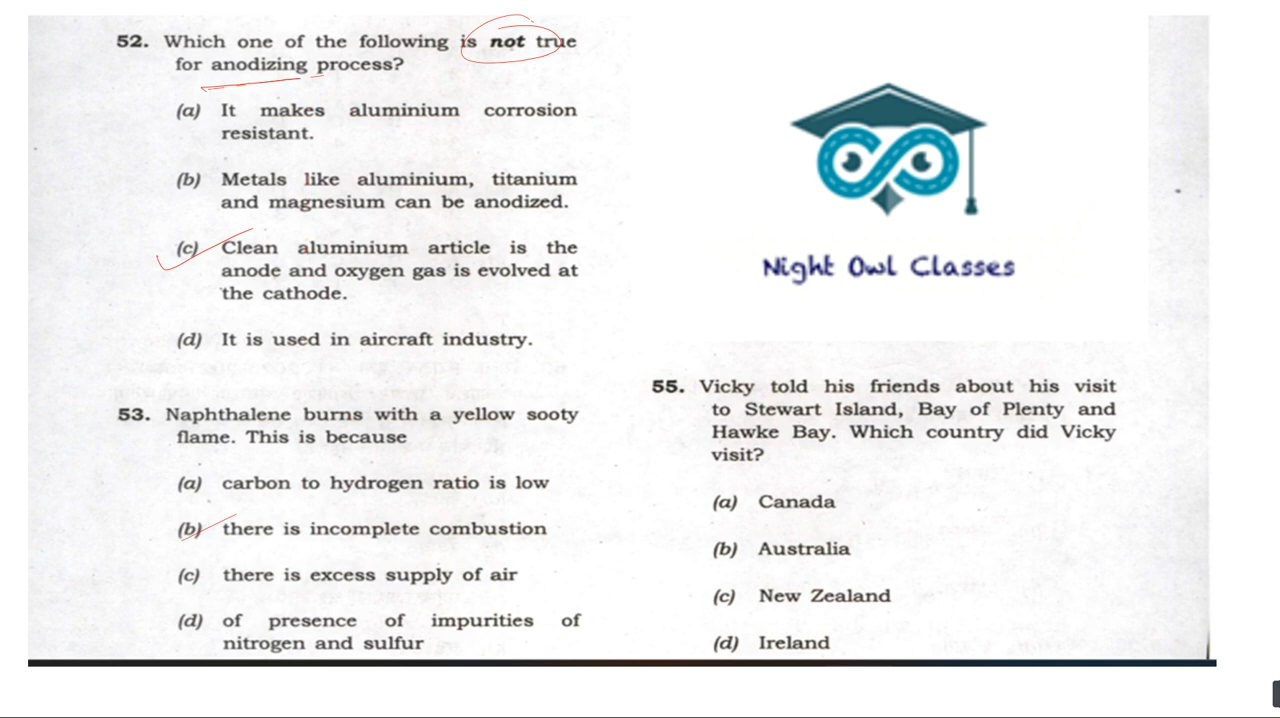 52. Which one of the following is not true
for anodizing process?
(a) It makes aluminium corrosion
resistant.
(b) Metals like aluminium, titanium
and magnesium can be anodized.
(c) Clean aluminium article is the
anode and oxygen gas is evolved at
the cathode.
(d) It is used in aircraft industry.
53. Naphthalene burns with a yellow sooty
flame. This is because
(a) carbon to hydrogen ratio is low
(b) there is incomplete combustion
(c) there is excess supply of air
(d) of presence of impurities of
nitrogen and sulfur
Night Owl Classes
55. Vicky told his friends about his visit
to Stewart Island, Bay of Plenty and
Hawke Bay. Which country did Vicky
visit?
(a) Canada
(b) Australia
(c) New Zealand
(d) Ireland